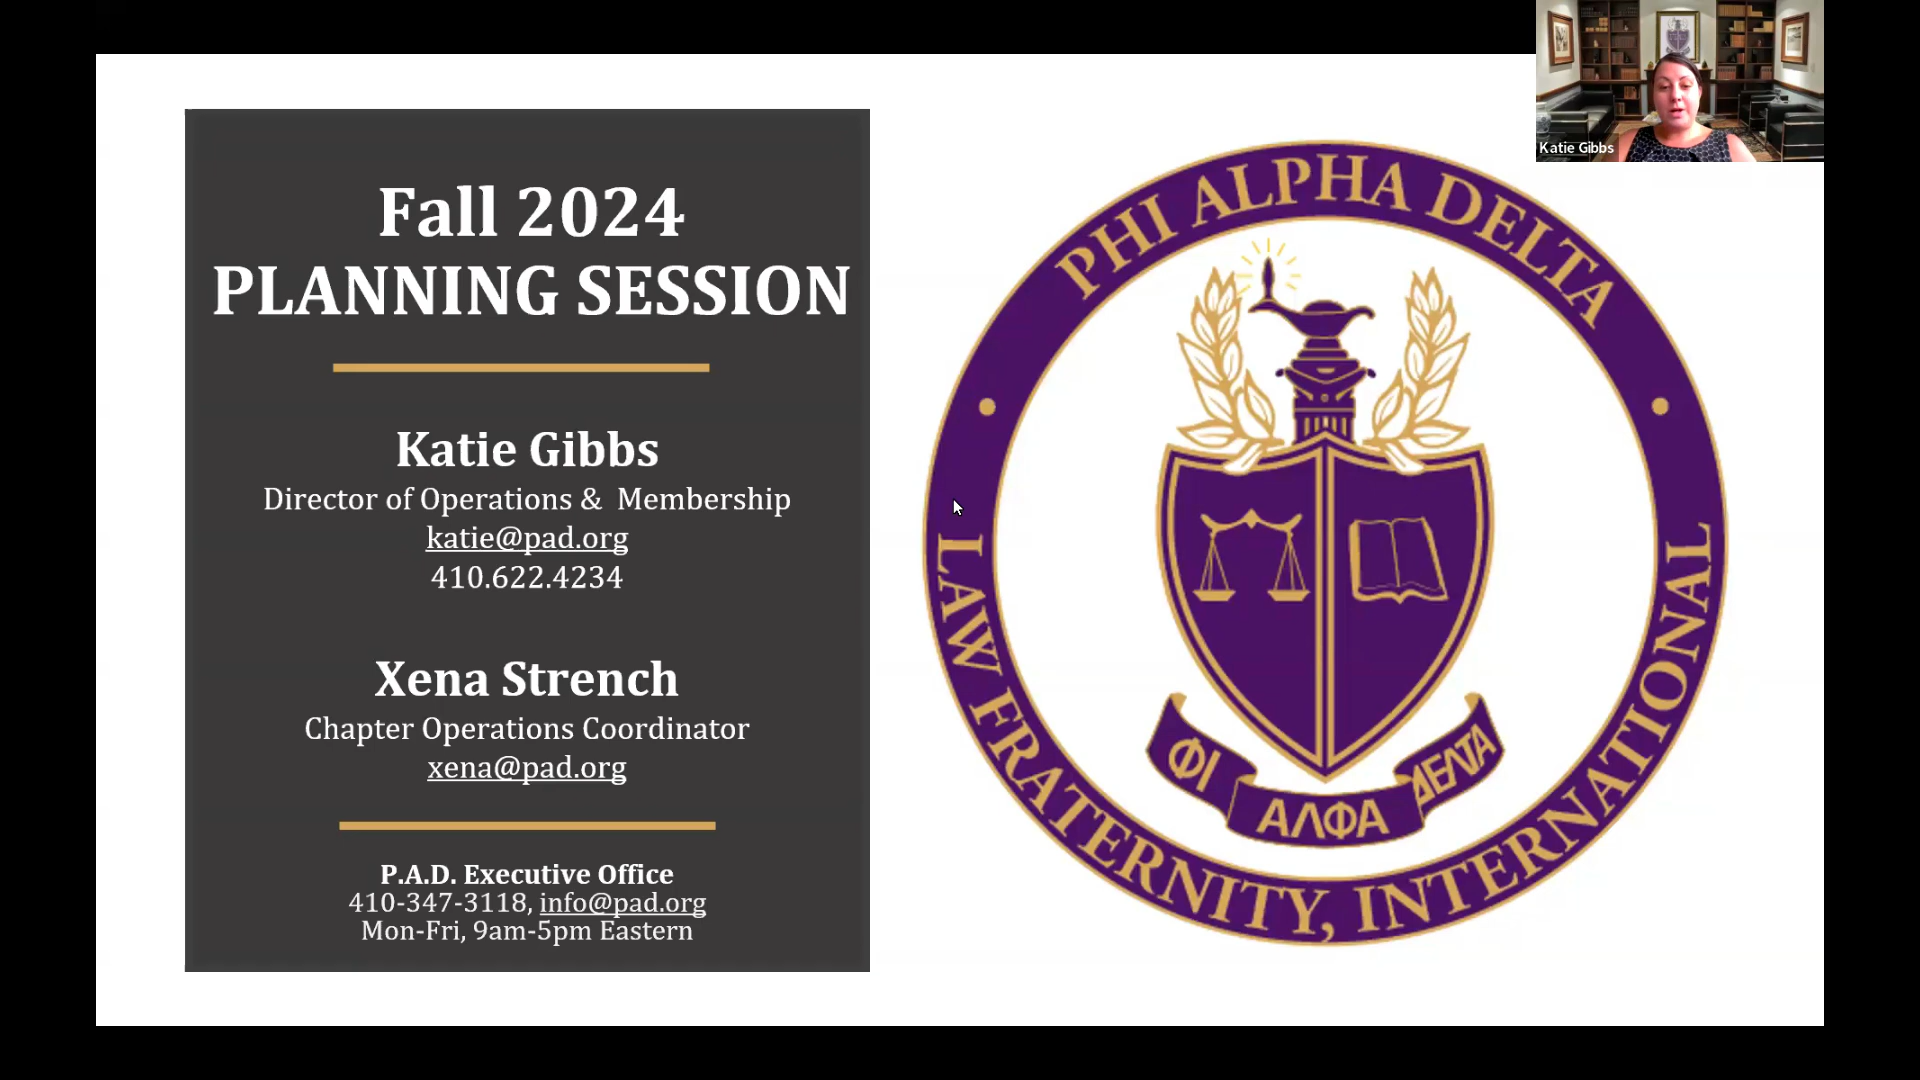 Fall 2024
PLANNING SESSION
Katie Gibbs
Director of Operations & Membership
katie@pad.org
410.622.4234
Xena Strench
Chapter Operations Coordinator
xena@pad.org
P.A.D. Executive Office
410-347-3118, info@pad.org
Mon-Fri, 9am-5pm Eastern
PHI ALPHA DELTA
LAW FRATERNITY, INTERNATIONAL
ΦΙ ΑΛΦΑ ΔΕΛΤΑ
Katie Gibbs